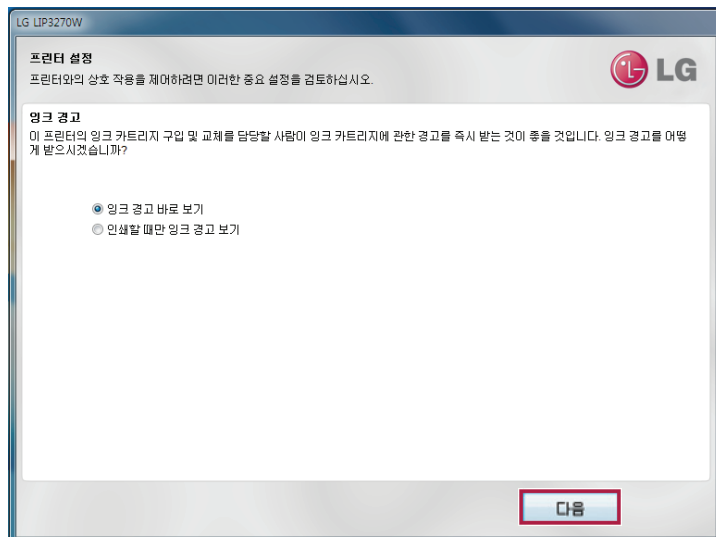 LG LIP3270W
프린터 설정
프린터와의 상호 작용을 제어하려면 이러한 중요 설정을 검토하십시오.
LG
잉크 경고
이 프린터의 잉크 카트리지 구입 및 교체를 담당할 사람이 잉크 카트리지에 관한 경고를 즉시 받는 것이 좋을 것입니다. 잉크 경고를 어떻
게 받으시겠습니까?
잉크 경고 바로 보기
인쇄할 때만 잉크 경고 보기
다음